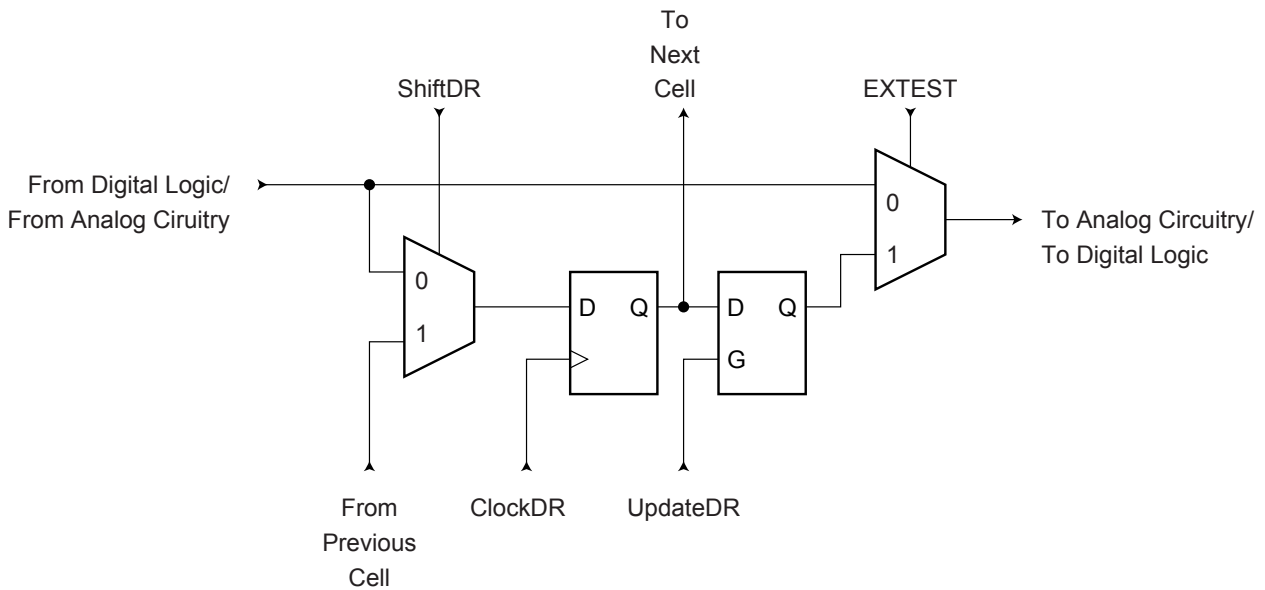 To
Next
Cell
ShiftDR
EXTEST
From Digital Logic/
From Analog Ciruitry
0
1
To Analog Circuitry/
To Digital Logic
0
1
D Q
D Q
G
From
Previous
Cell
ClockDR
UpdateDR